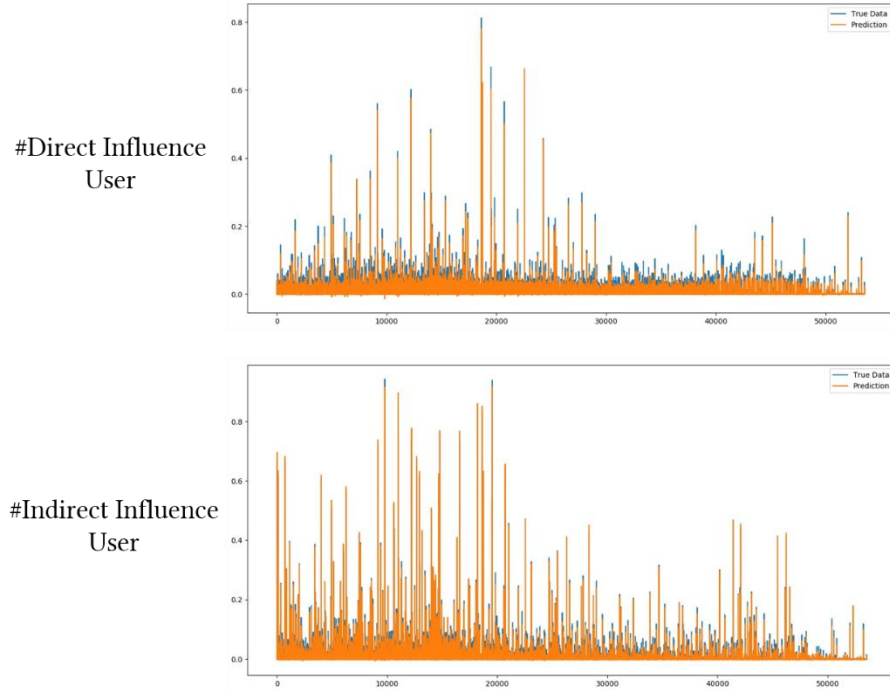 #Direct Influence
User
0.8
0.6
0.4
0.2
0.0
True Data
Prediction
0 10000 20000 30000 40000 50000
#Indirect Influence
User
0.8
0.6
0.4
0.2
0.0
True Data
Prediction
0 10000 20000 30000 40000 50000